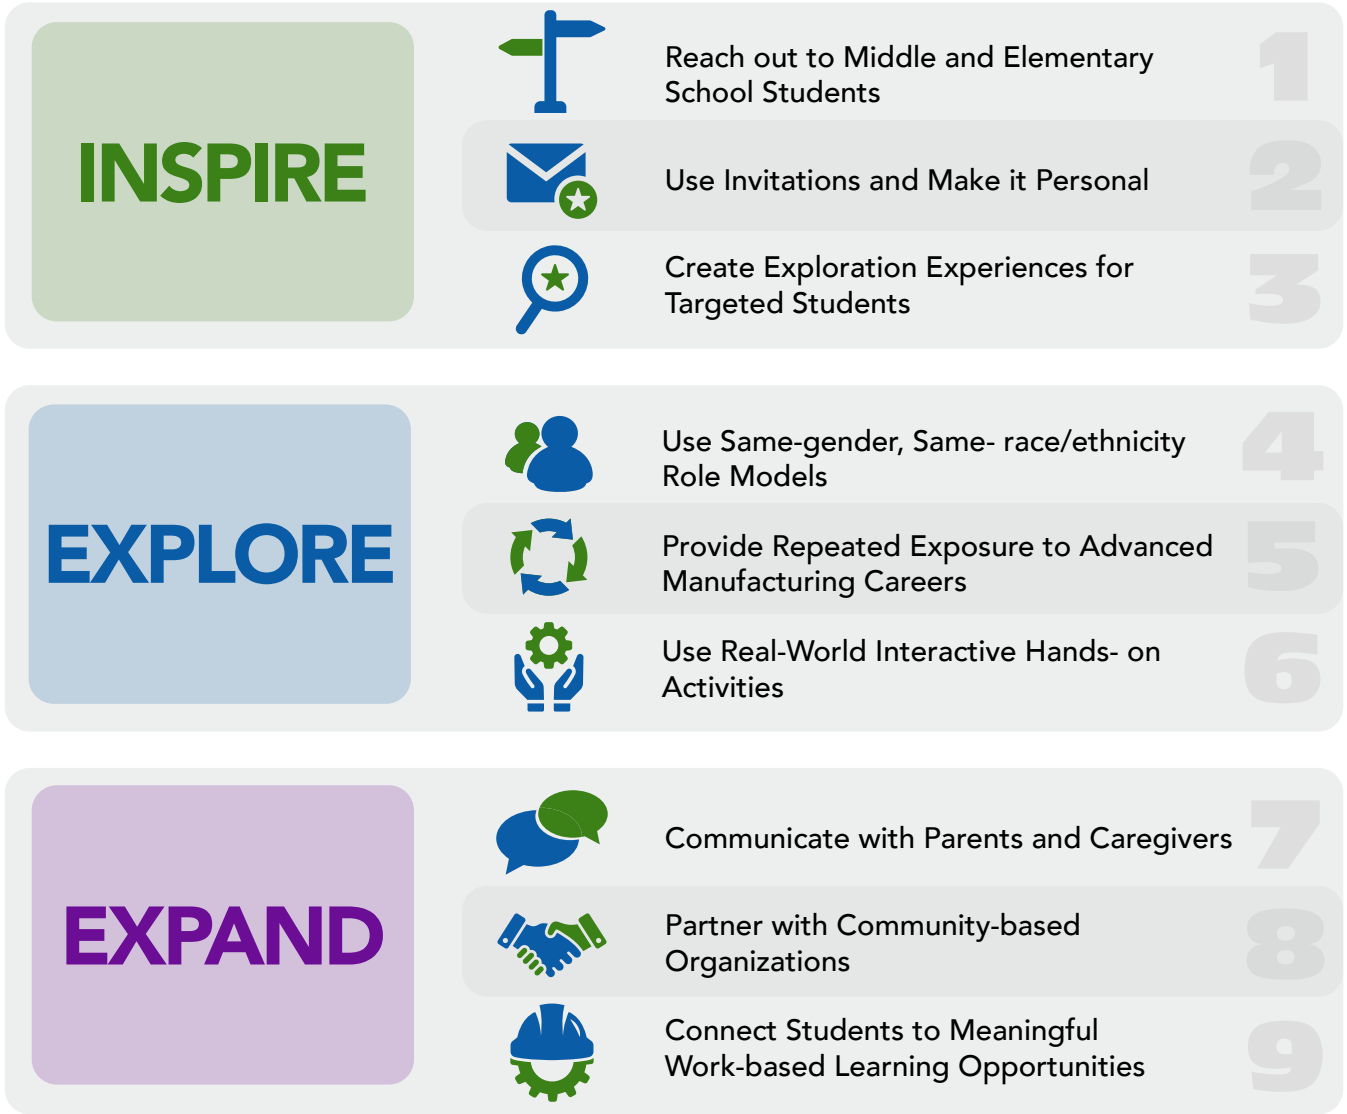 INSPIRE
Reach out to Middle and Elementary
School Students
1
Use Invitations and Make it Personal
2
Create Exploration Experiences for
Targeted Students
3
EXPLORE
Use Same-gender, Same- race/ethnicity
Role Models
4
Provide Repeated Exposure to Advanced
Manufacturing Careers
5
Use Real-World Interactive Hands- on
Activities
6
EXPAND
Communicate with Parents and Caregivers
7
Partner with Community-based
Organizations
8
Connect Students to Meaningful
Work-based Learning Opportunities
9